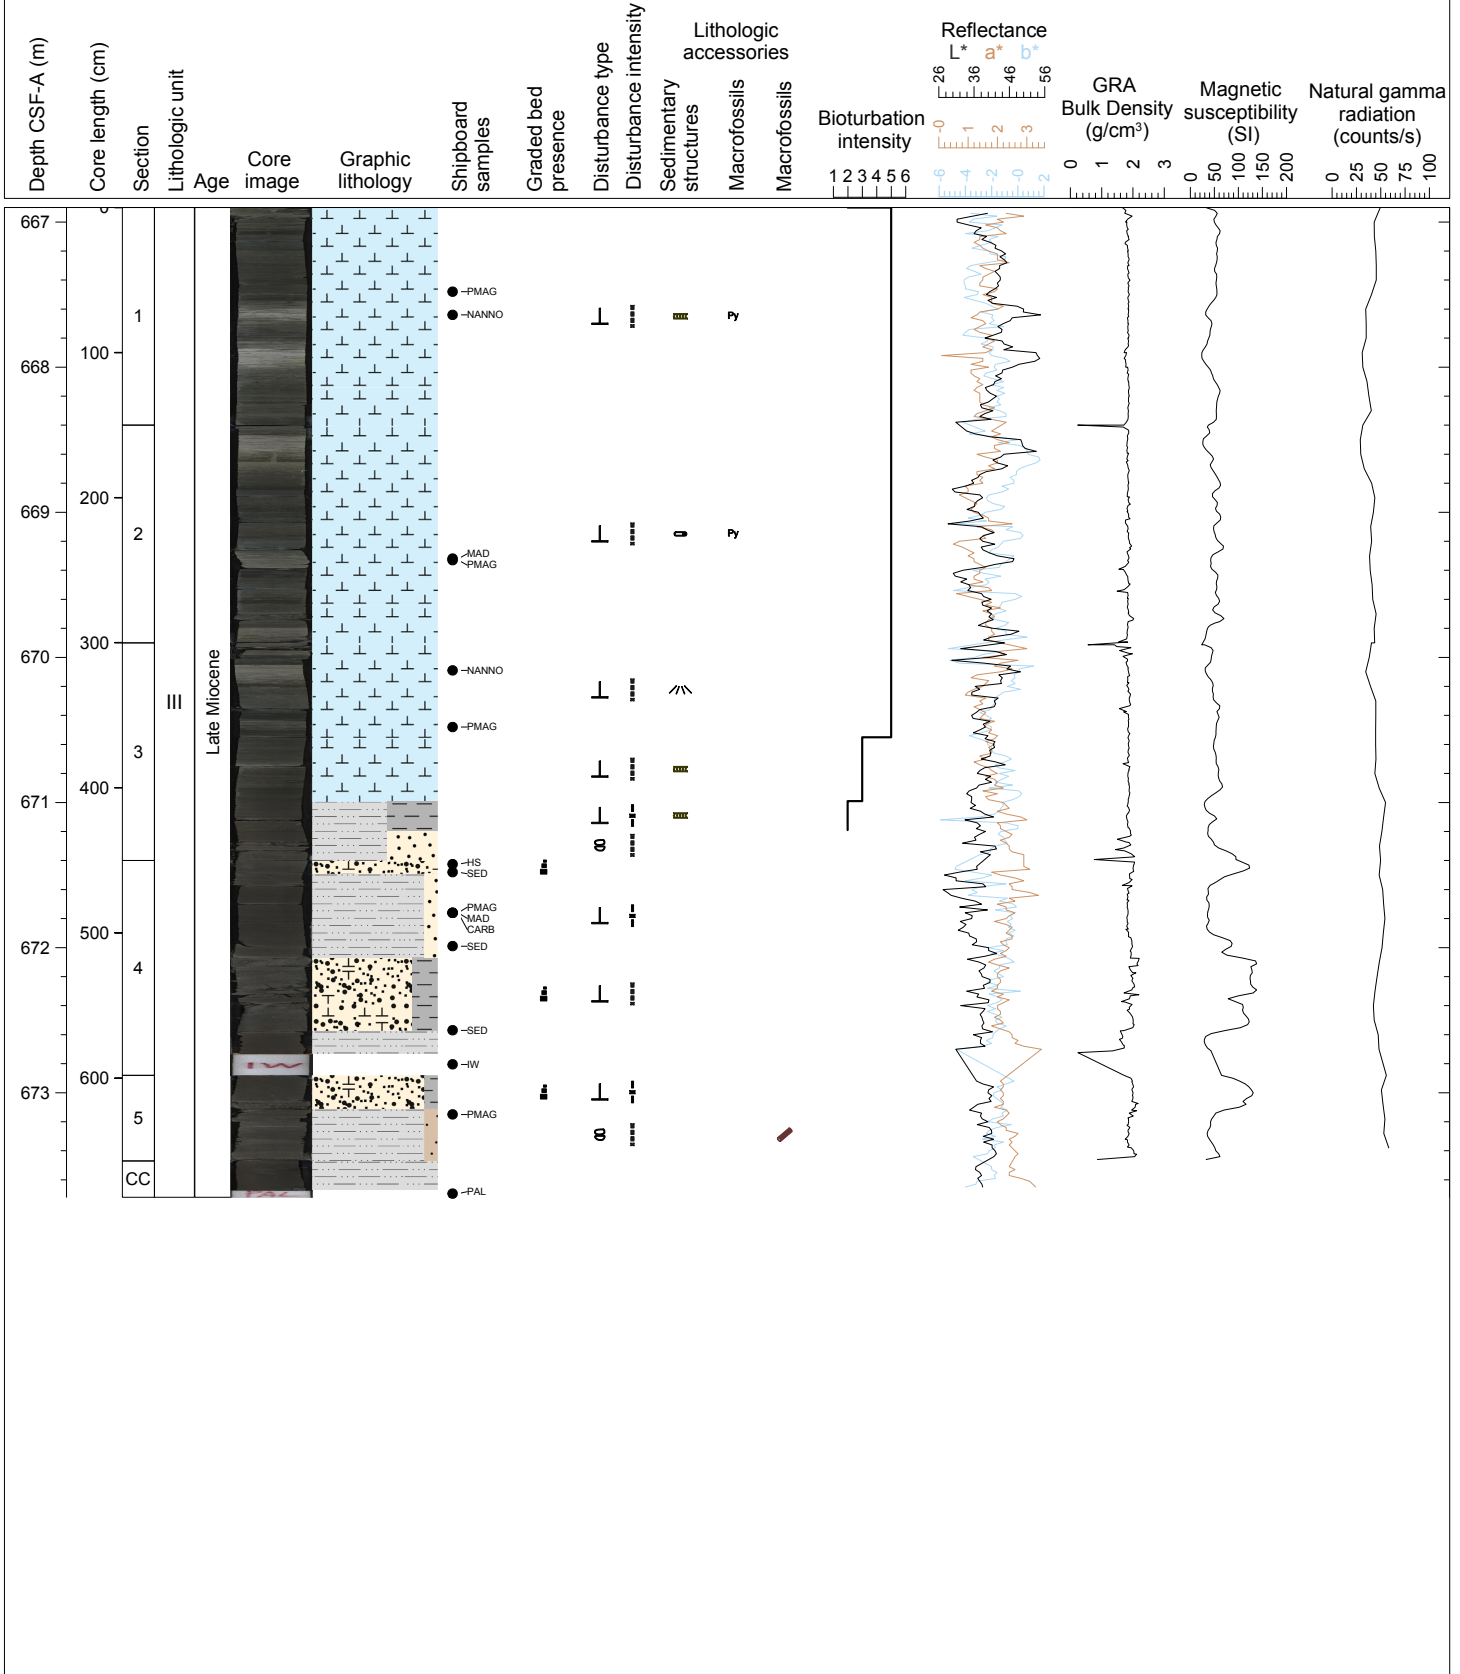 Depth CSF-A (m)
Core length (cm)
Section
Lithologic unit
Age
Core
image
Graphic
lithology
Shipboard
samples
Graded bed
presence
Disturbance type
Disturbance intensity
Lithologic
accessories
Sedimentary
structures
Macrofossils
Macrofossils
Bioturbation
intensity
1 2 3 4 5 6
Reflectance
L* a* b*
26 36 46 56
-0 1 2 3
-6 -4 -2 -0 2
GRA
Bulk Density
(g/cm³)
0 1 2 3
Magnetic
susceptibility
(SI)
0 50 100 150 200
Natural gamma
radiation
(counts/s)
0 25 50 75 100
667
668
669
670
671
672
673
0
100
200
300
400
500
600
1
2
3
4
5
CC
III
Late Miocene
IW
PAL
PMAG
NANNO
MAD
PMAG
NANNO
PMAG
HS
SED
PMAG
MAD
CARB
SED
SED
IW
PMAG
PAL
Py
Py